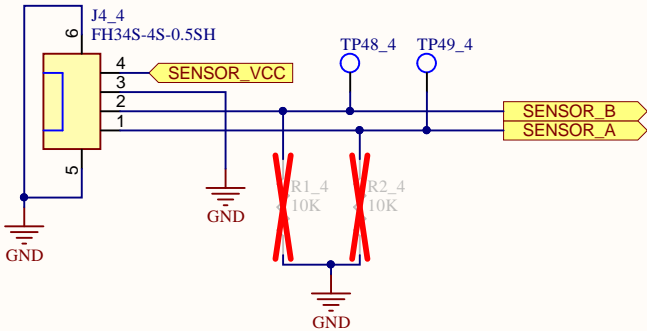 J4_4
FH34S-4S-0.5SH
6
4
SENSOR_VCC
3
2
1
5
TP48_4
TP49_4
SENSOR_B
SENSOR_A
R1_4
10K
R2_4
10K
GND
GND
GND